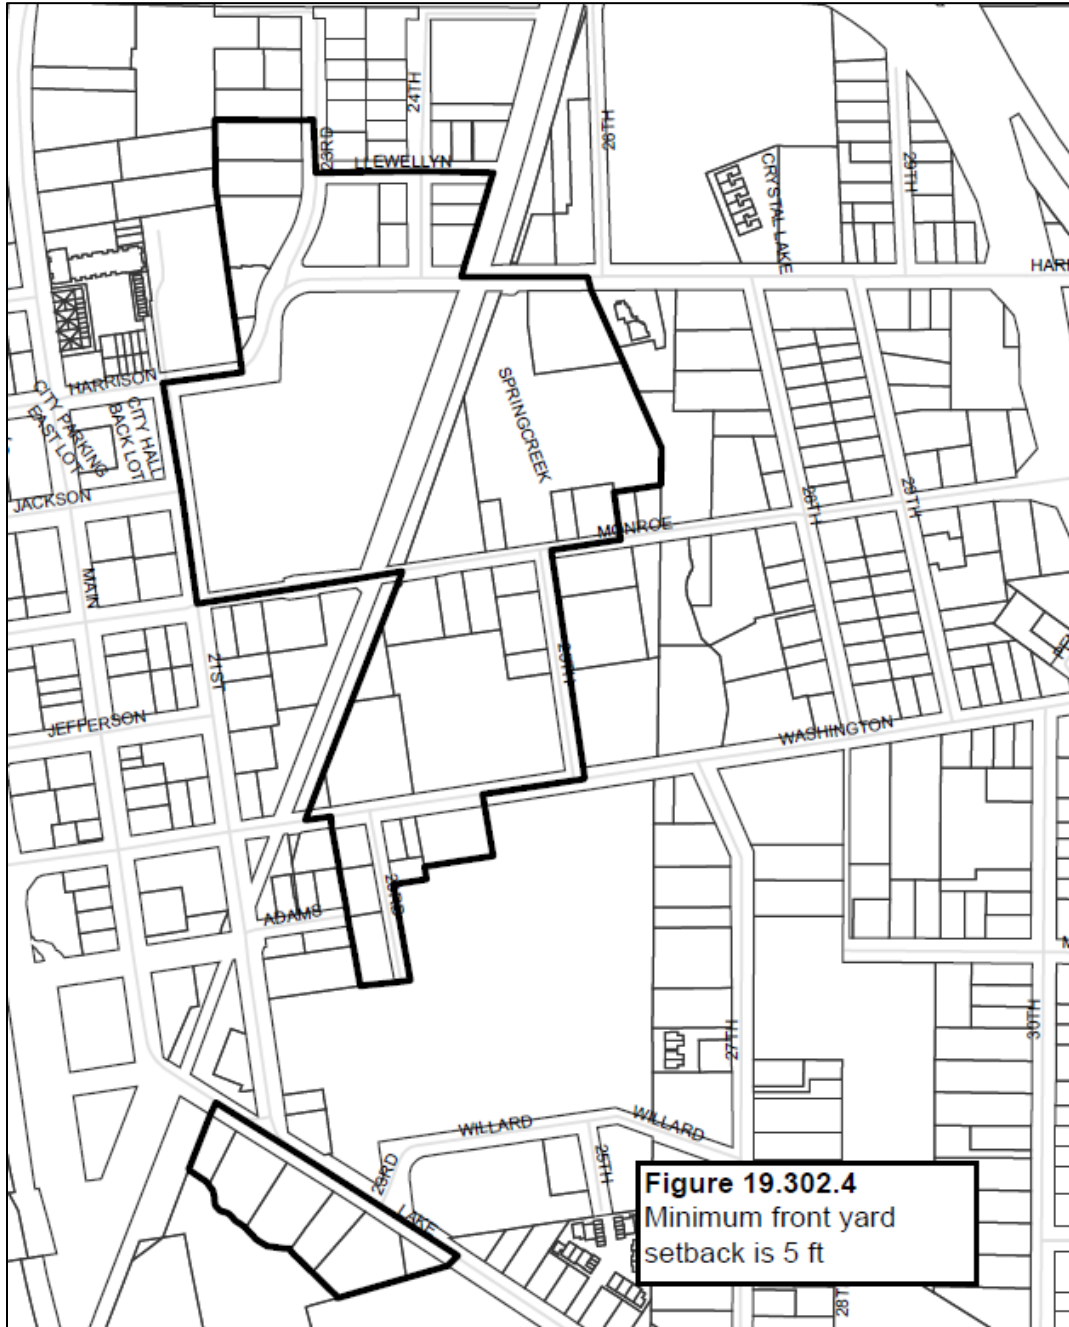 24TH
23RD
LLEWELLYN
26TH
29TH
CRYSTAL LAKE
HARRISON
CITY PARKING
EAST LOT
CITY HALL
BACK LOT
SPRINGCREEK
JACKSON
MONROE
28TH
29TH
MAIN
21ST
25TH
JEFFERSON
WASHINGTON
23RD
ADAMS
27TH
30TH
WILLARD
WILLARD
23RD
25TH
LAKE
Figure 19.302.4
Minimum front yard
setback is 5 ft
28TH